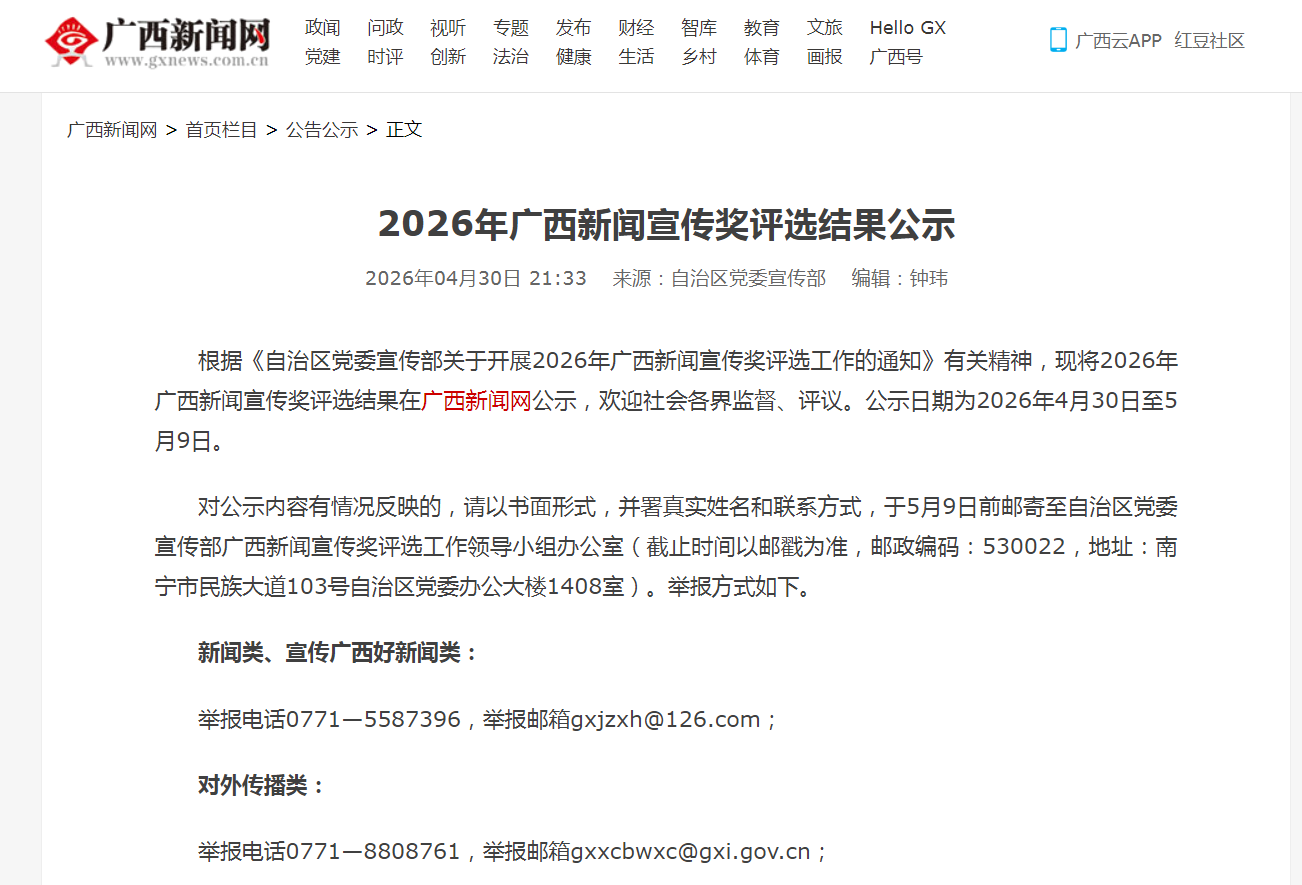 广西新闻网
www.gxnews.com.cn
政闻 问政 视听 专题 发布 财经 智库 教育 文旅 Hello GX
党建 时评 创新 法治 健康 生活 乡村 体育 画报 广西号
广西云APP 红豆社区
广西新闻网 > 首页栏目 > 公告公示 > 正文
2026年广西新闻宣传奖评选结果公示
2026年04月30日 21:33 来源：自治区党委宣传部 编辑：钟玮
根据《自治区党委宣传部关于开展2026年广西新闻宣传奖评选工作的通知》有关精神，现将2026年
广西新闻宣传奖评选结果在广西新闻网公示，欢迎社会各界监督、评议。公示日期为2026年4月30日至5
月9日。
对公示内容有情况反映的，请以书面形式，并署真实姓名和联系方式，于5月9日前邮寄至自治区党委
宣传部广西新闻宣传奖评选工作领导小组办公室（截止时间以邮戳为准，邮政编码：530022，地址：南
宁市民族大道103号自治区党委办公大楼1408室）。举报方式如下。
新闻类、宣传广西好新闻类：
举报电话0771—5587396，举报邮箱gxjzxh@126.com；
对外传播类：
举报电话0771—8808761，举报邮箱gxxcbwxc@gxi.gov.cn；